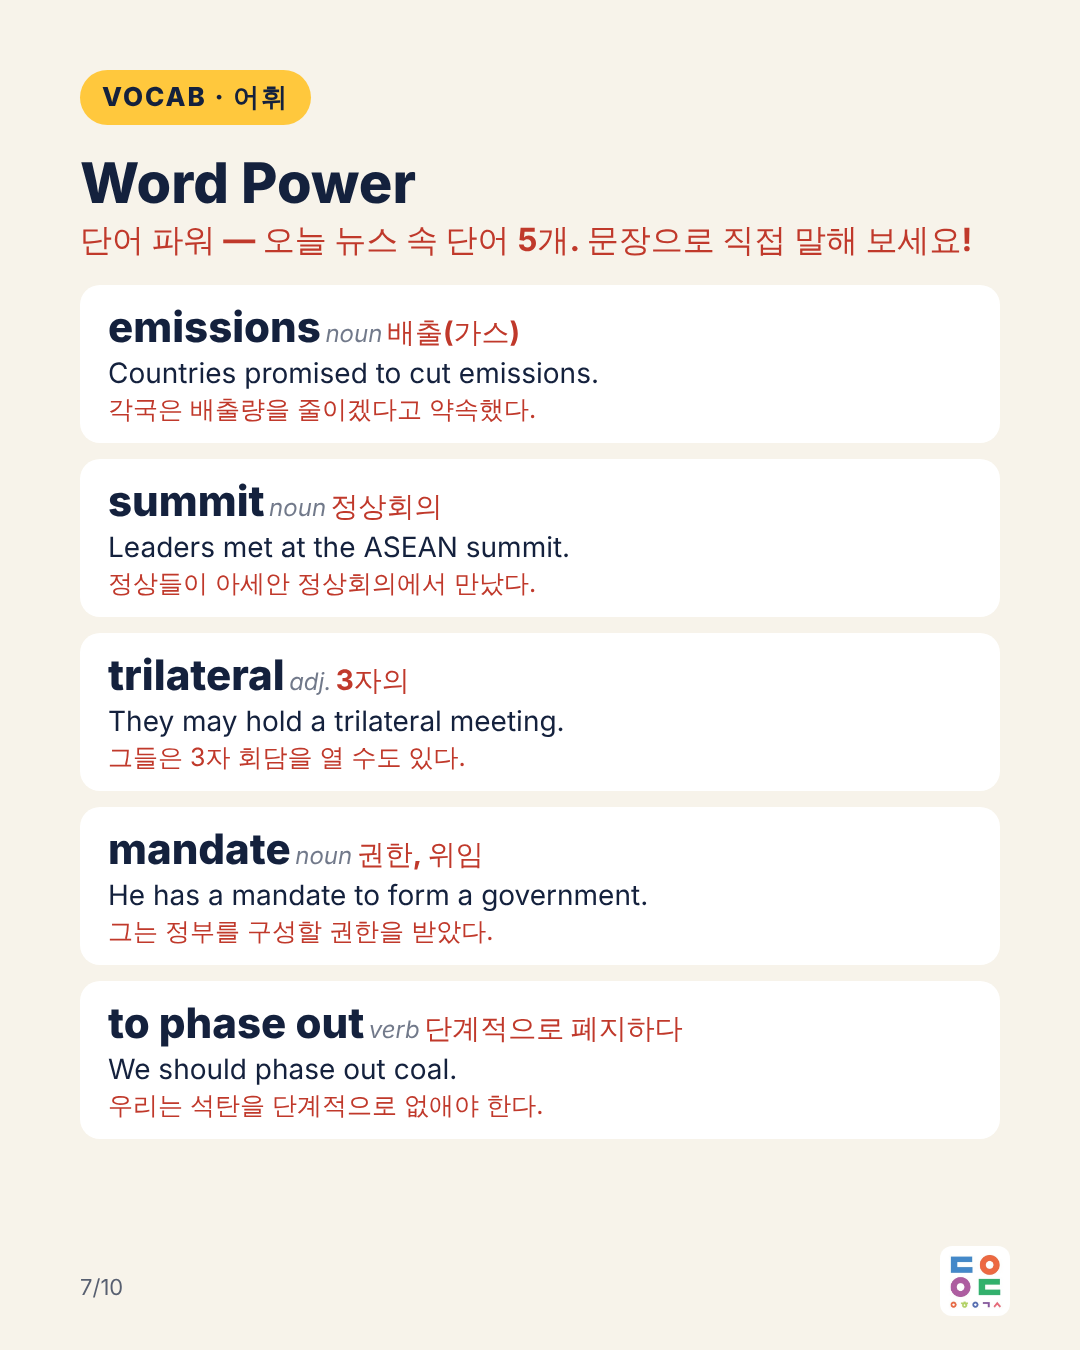 VOCAB · 어휘
Word Power
단어 파워 — 오늘 뉴스 속 단어 5개. 문장으로 직접 말해 보세요!
emissions noun 배출(가스)
Countries promised to cut emissions.
각국은 배출량을 줄이겠다고 약속했다.
summit noun 정상회의
Leaders met at the ASEAN summit.
정상들이 아세안 정상회의에서 만났다.
trilateral adj. 3자의
They may hold a trilateral meeting.
그들은 3자 회담을 열 수도 있다.
mandate noun 권한, 위임
He has a mandate to form a government.
그는 정부를 구성할 권한을 받았다.
to phase out verb 단계적으로 폐지하다
We should phase out coal.
우리는 석탄을 단계적으로 없애야 한다.
7/10